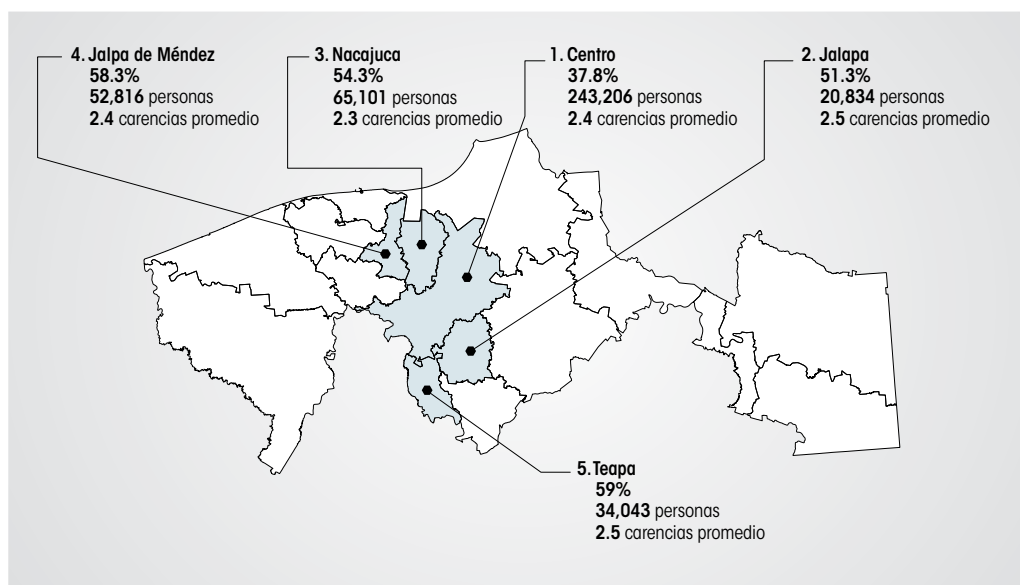 4. Jalpa de Méndez
58.3%
52,816 personas
2.4 carencias promedio
3. Nacajuca
54.3%
65,101 personas
2.3 carencias promedio
1. Centro
37.8%
243,206 personas
2.4 carencias promedio
2. Jalapa
51.3%
20,834 personas
2.5 carencias promedio
5. Teapa
59%
34,043 personas
2.5 carencias promedio